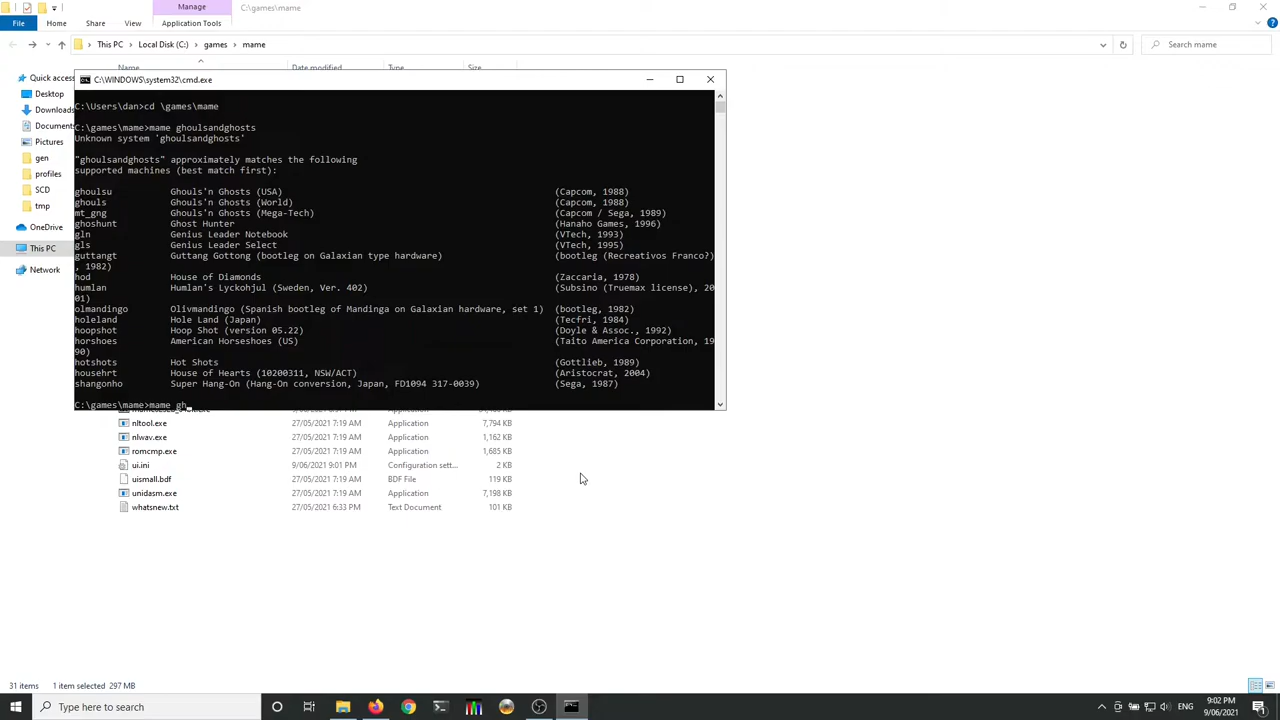 Manage
C:\games\mame
File
Home
Share
View
Application Tools
This PC
Local Disk (C:)
games
mame
Search mame
Name
Date modified
Type
Size
Quick access
Desktop
Downloads
Documents
Pictures
gen
profiles
SCD
tmp
OneDrive
This PC
Network
C:\WINDOWS\system32\cmd.exe
C:\Users\dan>cd \games\mame
C:\games\mame>mame ghoulsandghosts
Unknown system 'ghoulsandghosts'
"ghoulsandghosts" approximately matches the following
supported machines (best match first):
ghoulsu Ghouls'n Ghosts (USA) (Capcom, 1988)
ghouls Ghouls'n Ghosts (World) (Capcom, 1988)
mt_gng Ghouls'n Ghosts (Mega-Tech) (Capcom / Sega, 1989)
ghoshunt Ghost Hunter (Hanaho Games, 1996)
gln Genius Leader Notebook (VTech, 1993)
gls Genius Leader Select (VTech, 1995)
guttangt Guttang Gottong (bootleg on Galaxian type hardware) (bootleg (Recreativos Franco?)
, 1982)
hod House of Diamonds (Zaccaria, 1978)
humlan Humlan's Lyckohjul (Sweden, Ver. 402) (Subsino (Truemax license), 20
01)
olmandingo Olivmandingo (Spanish bootleg of Mandinga on Galaxian hardware, set 1) (bootleg, 1982)
holeland Hole Land (Japan) (Tecfri, 1984)
hoopshot Hoop Shot (version 05.22) (Doyle & Assoc., 1992)
horshoes American Horseshoes (US) (Taito America Corporation, 19
90)
hotshots Hot Shots (Gottlieb, 1989)
househrt House of Hearts (10200311, NSW/ACT) (Aristocrat, 2004)
shangonho Super Hang-On (Hang-On conversion, Japan, FD1094 317-0039) (Sega, 1987)
C:\games\mame>mame gh
nltool.exe 27/05/2021 7:19 AM Application 7,794 KB
nlwav.exe 27/05/2021 7:19 AM Application 1,162 KB
romcmp.exe 27/05/2021 7:19 AM Application 1,685 KB
ui.ini 9/06/2021 9:01 PM Configuration sett... 2 KB
uismall.bdf 27/05/2021 7:19 AM BDF File 119 KB
unidasm.exe 27/05/2021 7:19 AM Application 7,198 KB
whatsnew.txt 27/05/2021 6:33 PM Text Document 101 KB
31 items 1 item selected 297 MB
Type here to search
ENG
9:02 PM
9/06/2021